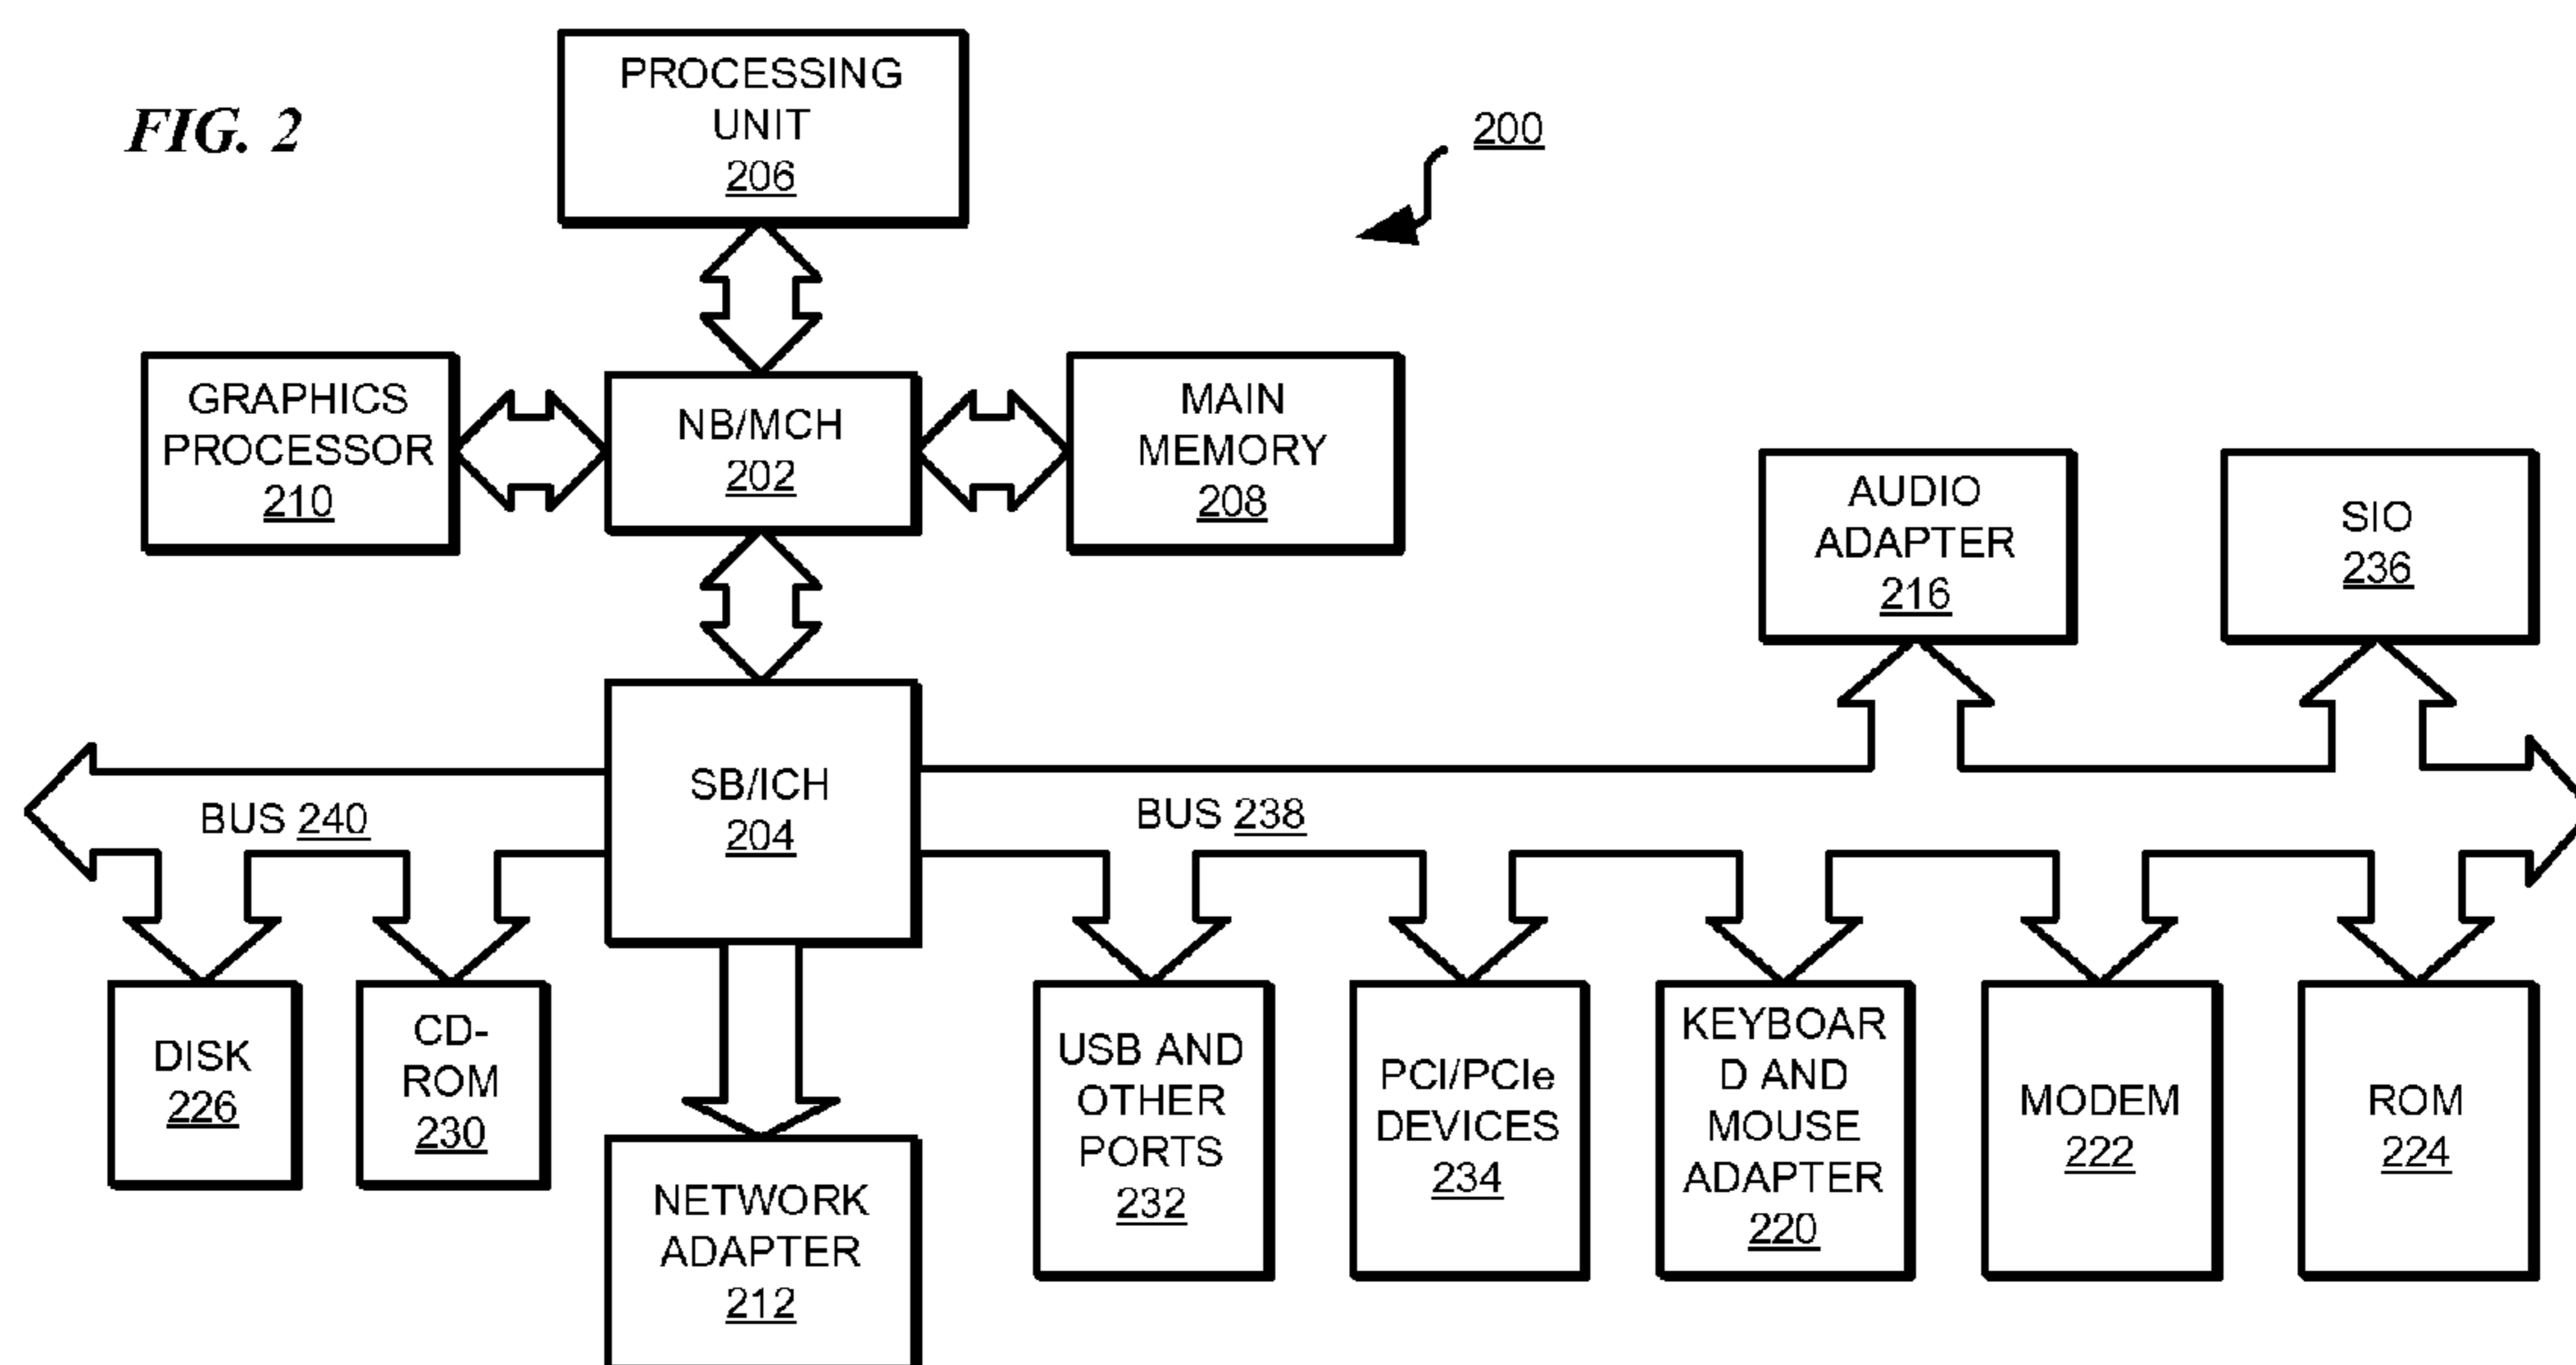 FIG. 2
PROCESSING
UNIT
206
200
GRAPHICS
PROCESSOR
210
NB/MCH
202
MAIN
MEMORY
208
AUDIO
ADAPTER
216
SIO
236
SB/ICH
204
BUS 240
BUS 238
DISK
226
CD-
ROM
230
NETWORK
ADAPTER
212
USB AND
OTHER
PORTS
232
PCI/PCIe
DEVICES
234
KEYBOAR
D AND
MOUSE
ADAPTER
220
MODEM
222
ROM
224